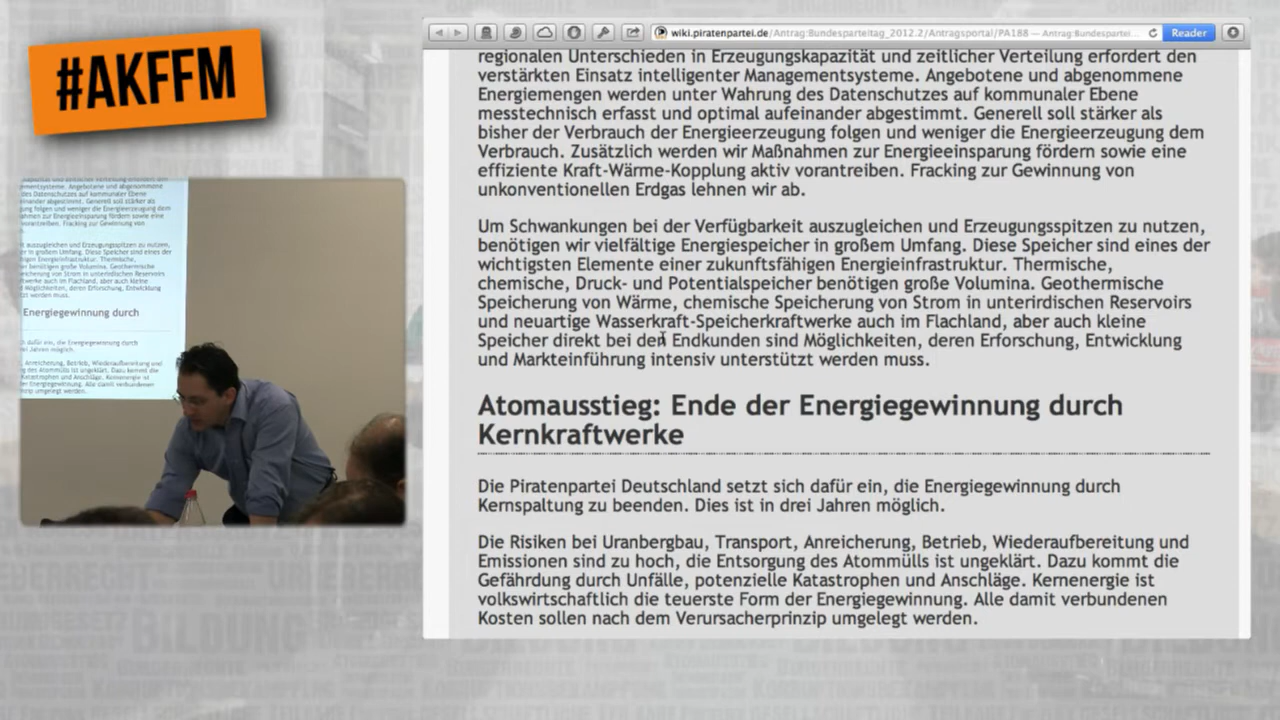 #AKFFM
wiki.piratenpartei.de/Antrag:Bundesparteitag_2012.2/Antragsportal/PA188 — Antrag:Bundespartei...
Reader
regionalen Unterschieden in Erzeugungskapazität und zeitlicher Verteilung erfordert den
verstärkten Einsatz intelligenter Managementsysteme. Angebotene und abgenommene
Energiemengen werden unter Wahrung des Datenschutzes auf kommunaler Ebene
messtechnisch erfasst und optimal aufeinander abgestimmt. Generell soll stärker als
bisher der Verbrauch der Energieerzeugung folgen und weniger die Energieerzeugung dem
Verbrauch. Zusätzlich werden wir Maßnahmen zur Energieeinsparung fördern sowie eine
effiziente Kraft-Wärme-Kopplung aktiv vorantreiben. Fracking zur Gewinnung von
unkonventionellen Erdgas lehnen wir ab.
Um Schwankungen bei der Verfügbarkeit auszugleichen und Erzeugungsspitzen zu nutzen,
benötigen wir vielfältige Energiespeicher in großem Umfang. Diese Speicher sind eines der
wichtigsten Elemente einer zukunftsfähigen Energieinfrastruktur. Thermische,
chemische, Druck- und Potentialspeicher benötigen große Volumina. Geothermische
Speicherung von Wärme, chemische Speicherung von Strom in unterirdischen Reservoirs
und neuartige Wasserkraft-Speicherkraftwerke auch im Flachland, aber auch kleine
Speicher direkt bei den Endkunden sind Möglichkeiten, deren Erforschung, Entwicklung
und Markteinführung intensiv unterstützt werden muss.
Atomausstieg: Ende der Energiegewinnung durch
Kernkraftwerke
Die Piratenpartei Deutschland setzt sich dafür ein, die Energiegewinnung durch
Kernspaltung zu beenden. Dies ist in drei Jahren möglich.
Die Risiken bei Uranbergbau, Transport, Anreicherung, Betrieb, Wiederaufbereitung und
Emissionen sind zu hoch, die Entsorgung des Atommülls ist ungeklärt. Dazu kommt die
Gefährdung durch Unfälle, potenzielle Katastrophen und Anschläge. Kernenergie ist
volkswirtschaftlich die teuerste Form der Energiegewinnung. Alle damit verbundenen
Kosten sollen nach dem Verursacherprinzip umgelegt werden.
BILDUNG